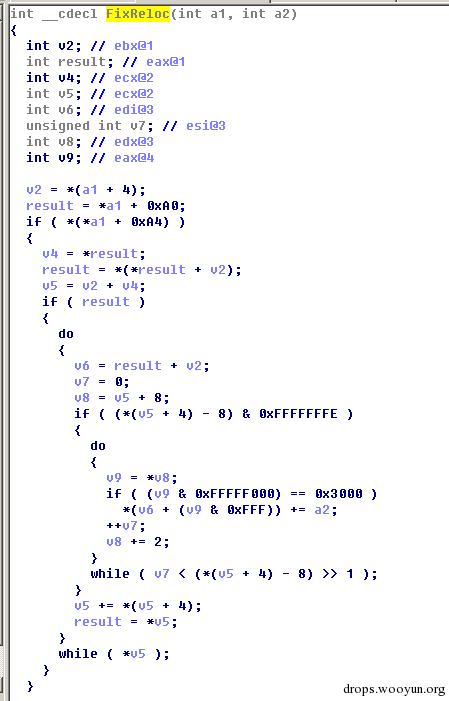 int __cdecl FixReloc(int a1, int a2)
{
int v2; // ebx@1
int result; // eax@1
int v4; // ecx@2
int v5; // ecx@2
int v6; // edi@3
unsigned int v7; // esi@3
int v8; // edx@3
int v9; // eax@4
v2 = *(a1 + 4);
result = *a1 + 0xA0;
if ( *(*a1 + 0xA4) )
{
v4 = *result;
result = *(*result + v2);
v5 = v2 + v4;
if ( result )
{
do
{
v6 = result + v2;
v7 = 0;
v8 = v5 + 8;
if ( (*(v5 + 4) - 8) & 0xFFFFFFFE )
{
do
{
v9 = *v8;
if ( (v9 & 0xFFFFF000) == 0x3000 )
*(v6 + (v9 & 0xFFF)) += a2;
++v7;
v8 += 2;
}
while ( v7 < (*(v5 + 4) - 8) >> 1 );
}
v5 += *(v5 + 4);
result = *v5;
}
while ( *v5 );
}
}
drops.wooyun.org